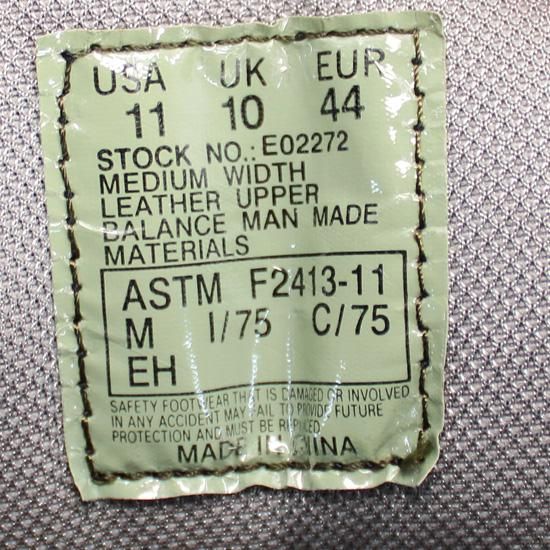 USA UK EUR
11 10 44
STOCK NO.: E02272
MEDIUM WIDTH
LEATHER UPPER
BALANCE MAN MADE
MATERIALS
ASTM F2413-11
M I/75 C/75
EH
SAFETY FOOTWEAR THAT IS DAMAGED OR INVOLVED
IN ANY ACCIDENT MAY FAIL TO PROVIDE FUTURE
PROTECTION AND MUST BE REPLACED
MADE IN CHINA